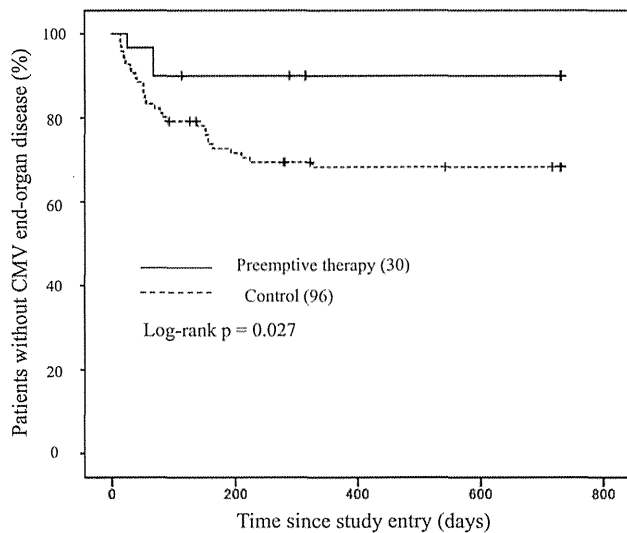 Patients without CMV end-organ disease (%)
100
80
60
40
20
0
Preemptive therapy (30)
Control (96)
Log-rank p = 0.027
0 200 400 600 800
Time since study entry (days)